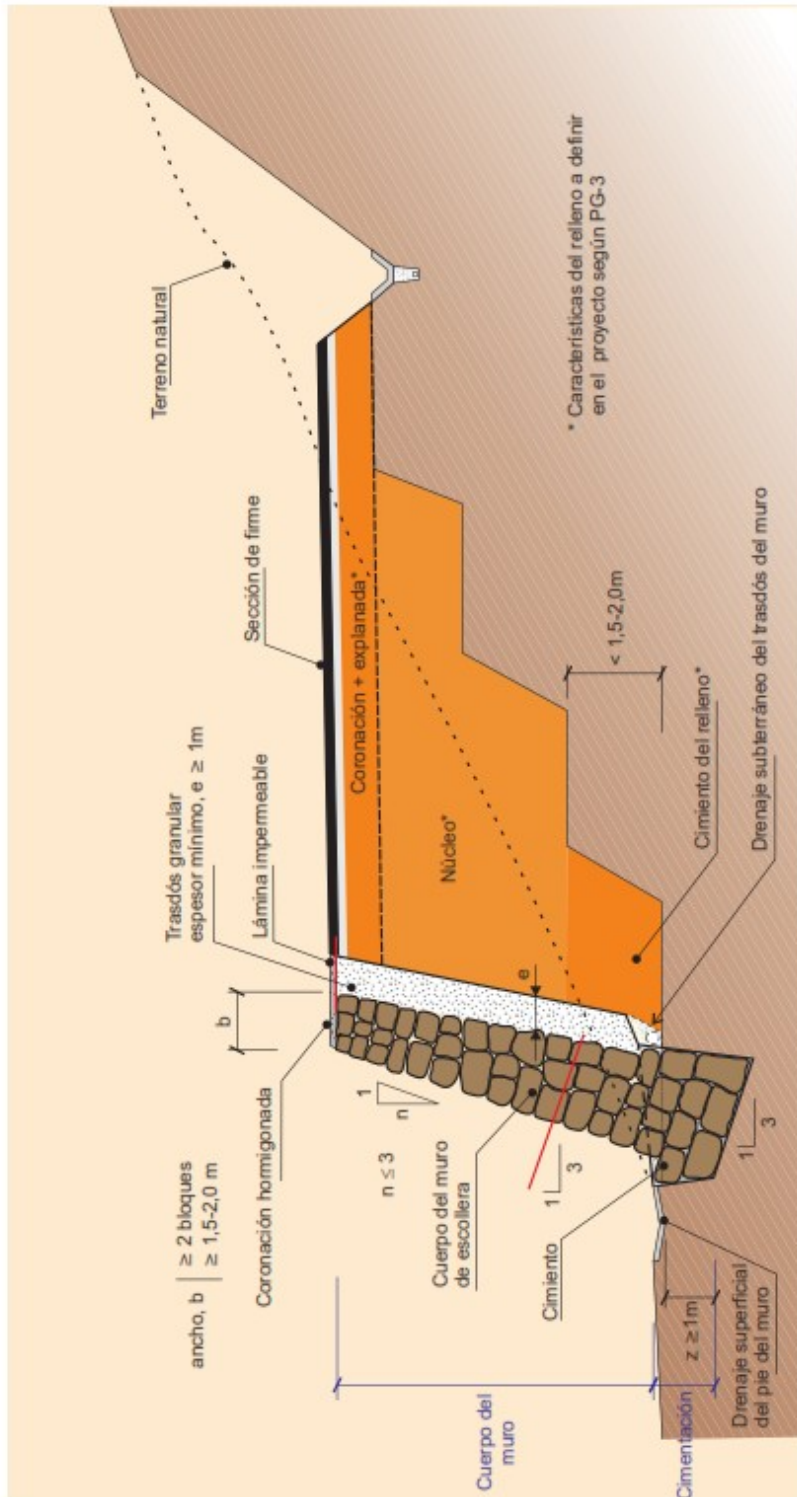 ancho, b ≥ 2 bloques
≥ 1,5-2,0 m
Coronación hormigonada
b
Trasdós granular
espesor mínimo, e ≥ 1m
Lámina impermeable
Sección de firme
Terreno natural
1
n
n ≤ 3
Coronación + explanada*
Núcleo*
e
Cuerpo del muro
de escollera
1
3
Cimiento
Cuerpo del
muro
Cimentación
z ≥1m
Drenaje superficial
del pie del muro
1
3
< 1,5-2,0m
Cimiento del relleno*
Drenaje subterráneo del trasdós del muro
* Características del relleno a definir
en el proyecto según PG-3